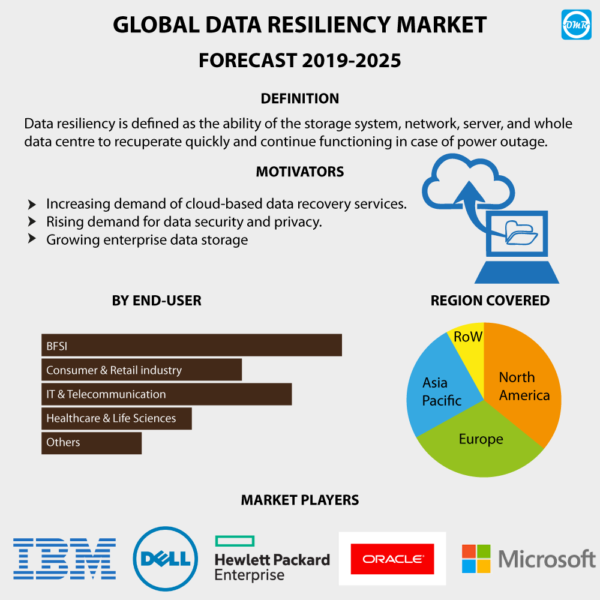 GLOBAL DATA RESILIENCY MARKET
DMR
FORECAST 2019-2025
DEFINITION
Data resiliency is defined as the ability of the storage system, network, server, and whole
data centre to recuperate quickly and continue functioning in case of power outage.
MOTIVATORS
Increasing demand of cloud-based data recovery services.
Rising demand for data security and privacy.
Growing enterprise data storage
BY END-USER
BFSI
Consumer & Retail industry
IT & Telecommunication
Healthcare & Life Sciences
Others
REGION COVERED
RoW
North
America
Asia
Pacific
Europe
MARKET PLAYERS
IBM
DELL
Hewlett Packard
Enterprise
ORACLE
Microsoft